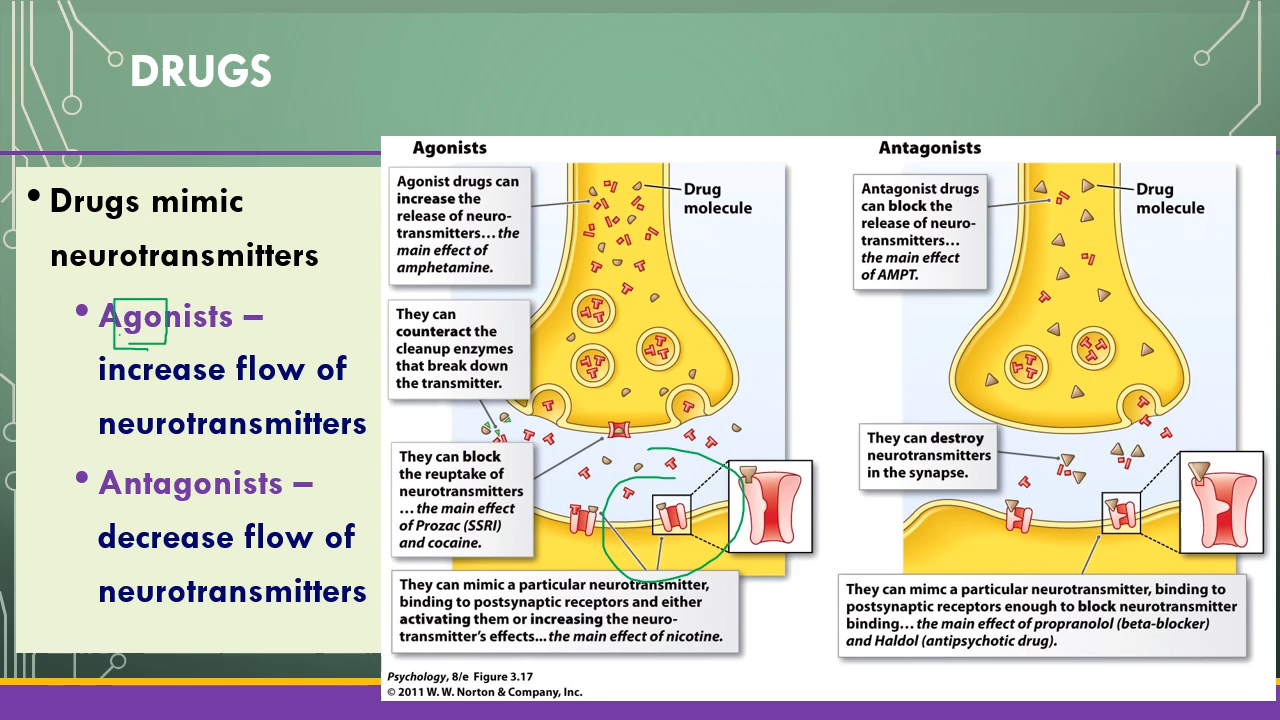 DRUGS
• Drugs mimic
neurotransmitters
• Agonists –
increase flow of
neurotransmitters
• Antagonists –
decrease flow of
neurotransmitters
Agonists
Agonist drugs can
increase the
release of neuro-
transmitters...the
main effect of
amphetamine.
Drug
molecule
They can
counteract the
cleanup enzymes
that break down
the transmitter.
They can block
the reuptake of
neurotransmitters
...the main effect
of Prozac (SSRI)
and cocaine.
They can mimic a particular neurotransmitter,
binding to postsynaptic receptors and either
activating them or increasing the neuro-
transmitter's effects...the main effect of nicotine.
Antagonists
Antagonist drugs
can block the
release of neuro-
transmitters...
the main effect
of AMPT.
Drug
molecule
They can destroy
neurotransmitters
in the synapse.
They can mimc a particular neurotransmitter, binding to
postsynaptic receptors enough to block neurotransmitter
binding...the main effect of propranolol (beta-blocker)
and Haldol (antipsychotic drug).
Psychology, 8/e Figure 3.17
© 2011 W. W. Norton & Company, Inc.